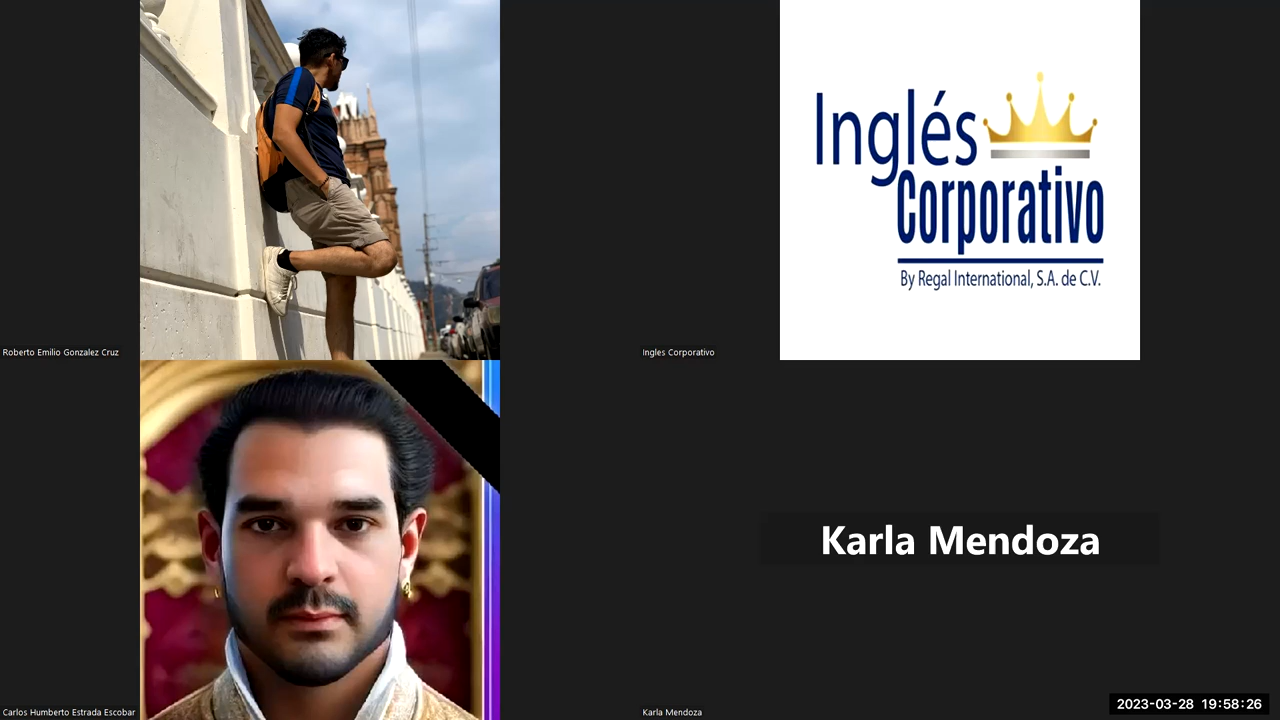 Inglés
Corporativo
By Regal International, S.A. de C.V.
Roberto Emilio Gonzalez Cruz
Ingles Corporativo
Karla Mendoza
Carlos Humberto Estrada Escobar
Karla Mendoza
2023-03-28 19:58:26